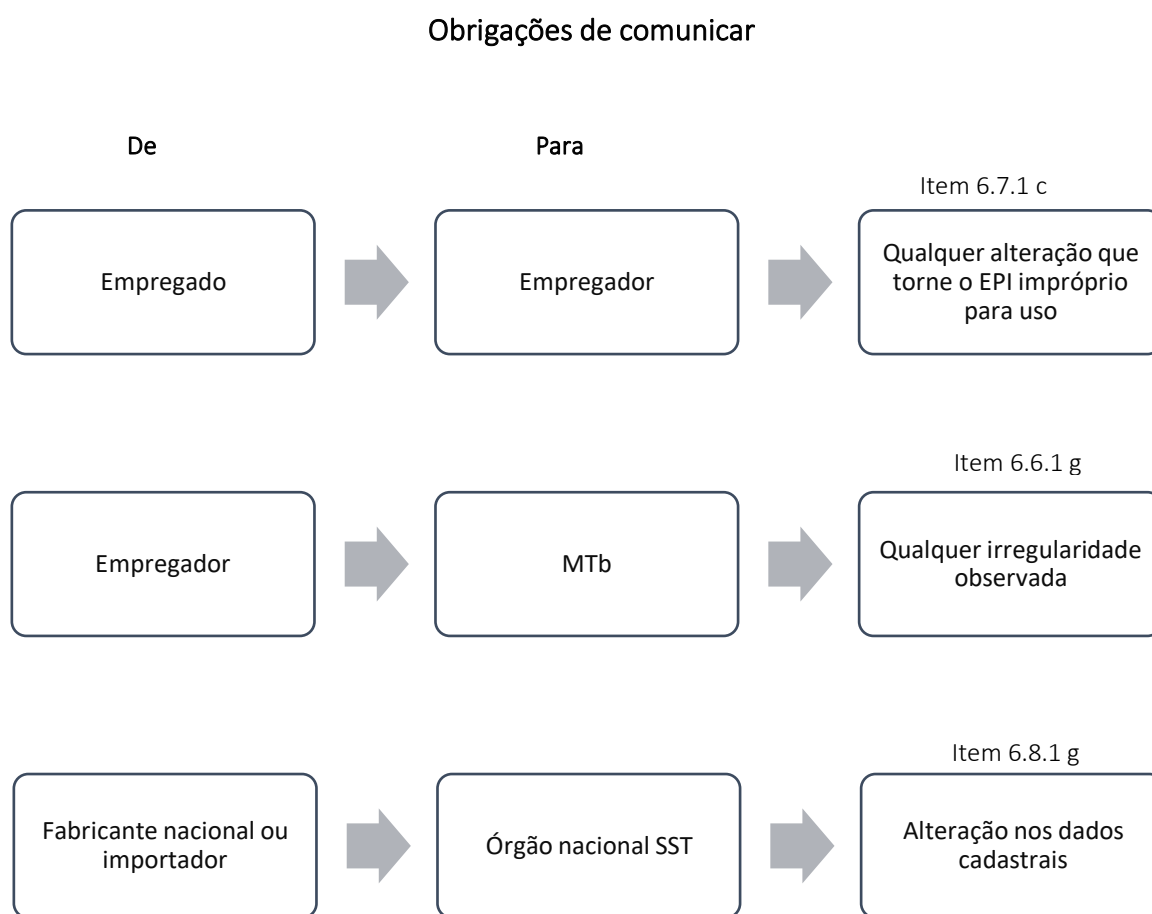 Obrigações de comunicar
De
Para
Item 6.7.1 c
Empregado
Empregador
Qualquer alteração que
torne o EPI impróprio
para uso
Item 6.6.1 g
Empregador
MTb
Qualquer irregularidade
observada
Item 6.8.1 g
Fabricante nacional ou
importador
Órgão nacional SST
Alteração nos dados
cadastrais